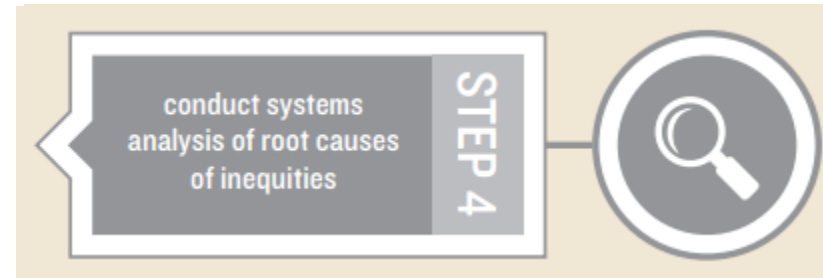 conduct systems
analysis of root causes
of inequities
STEP 4